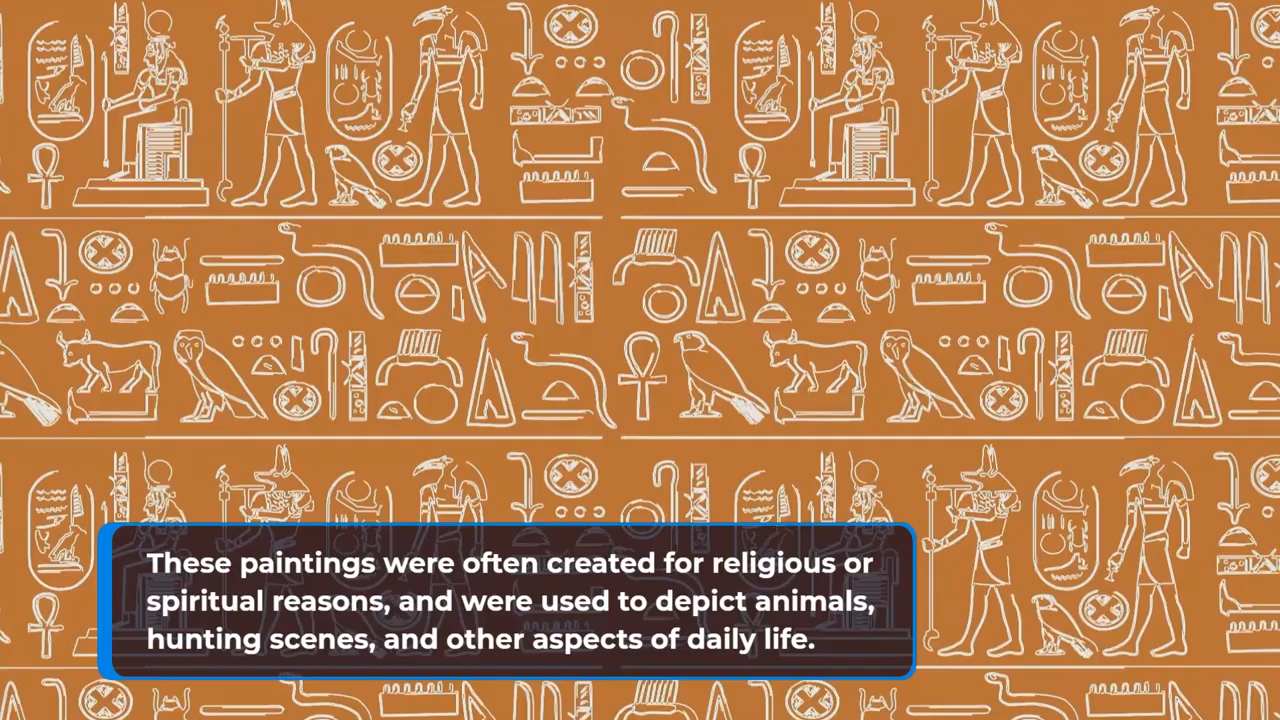 These paintings were often created for religious or
spiritual reasons, and were used to depict animals,
hunting scenes, and other aspects of daily life.